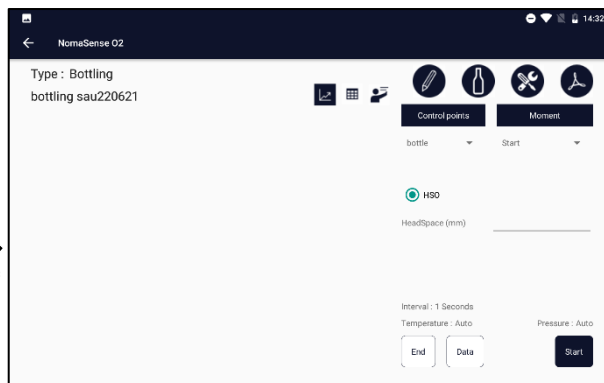 14:32
NomaSense O2
Type : Bottling
bottling sau220621
Control points
Moment
bottle
Start
HS0
HeadSpace (mm)
Interval : 1 Seconds
Temperature : Auto
Pressure : Auto
End
Data
Start